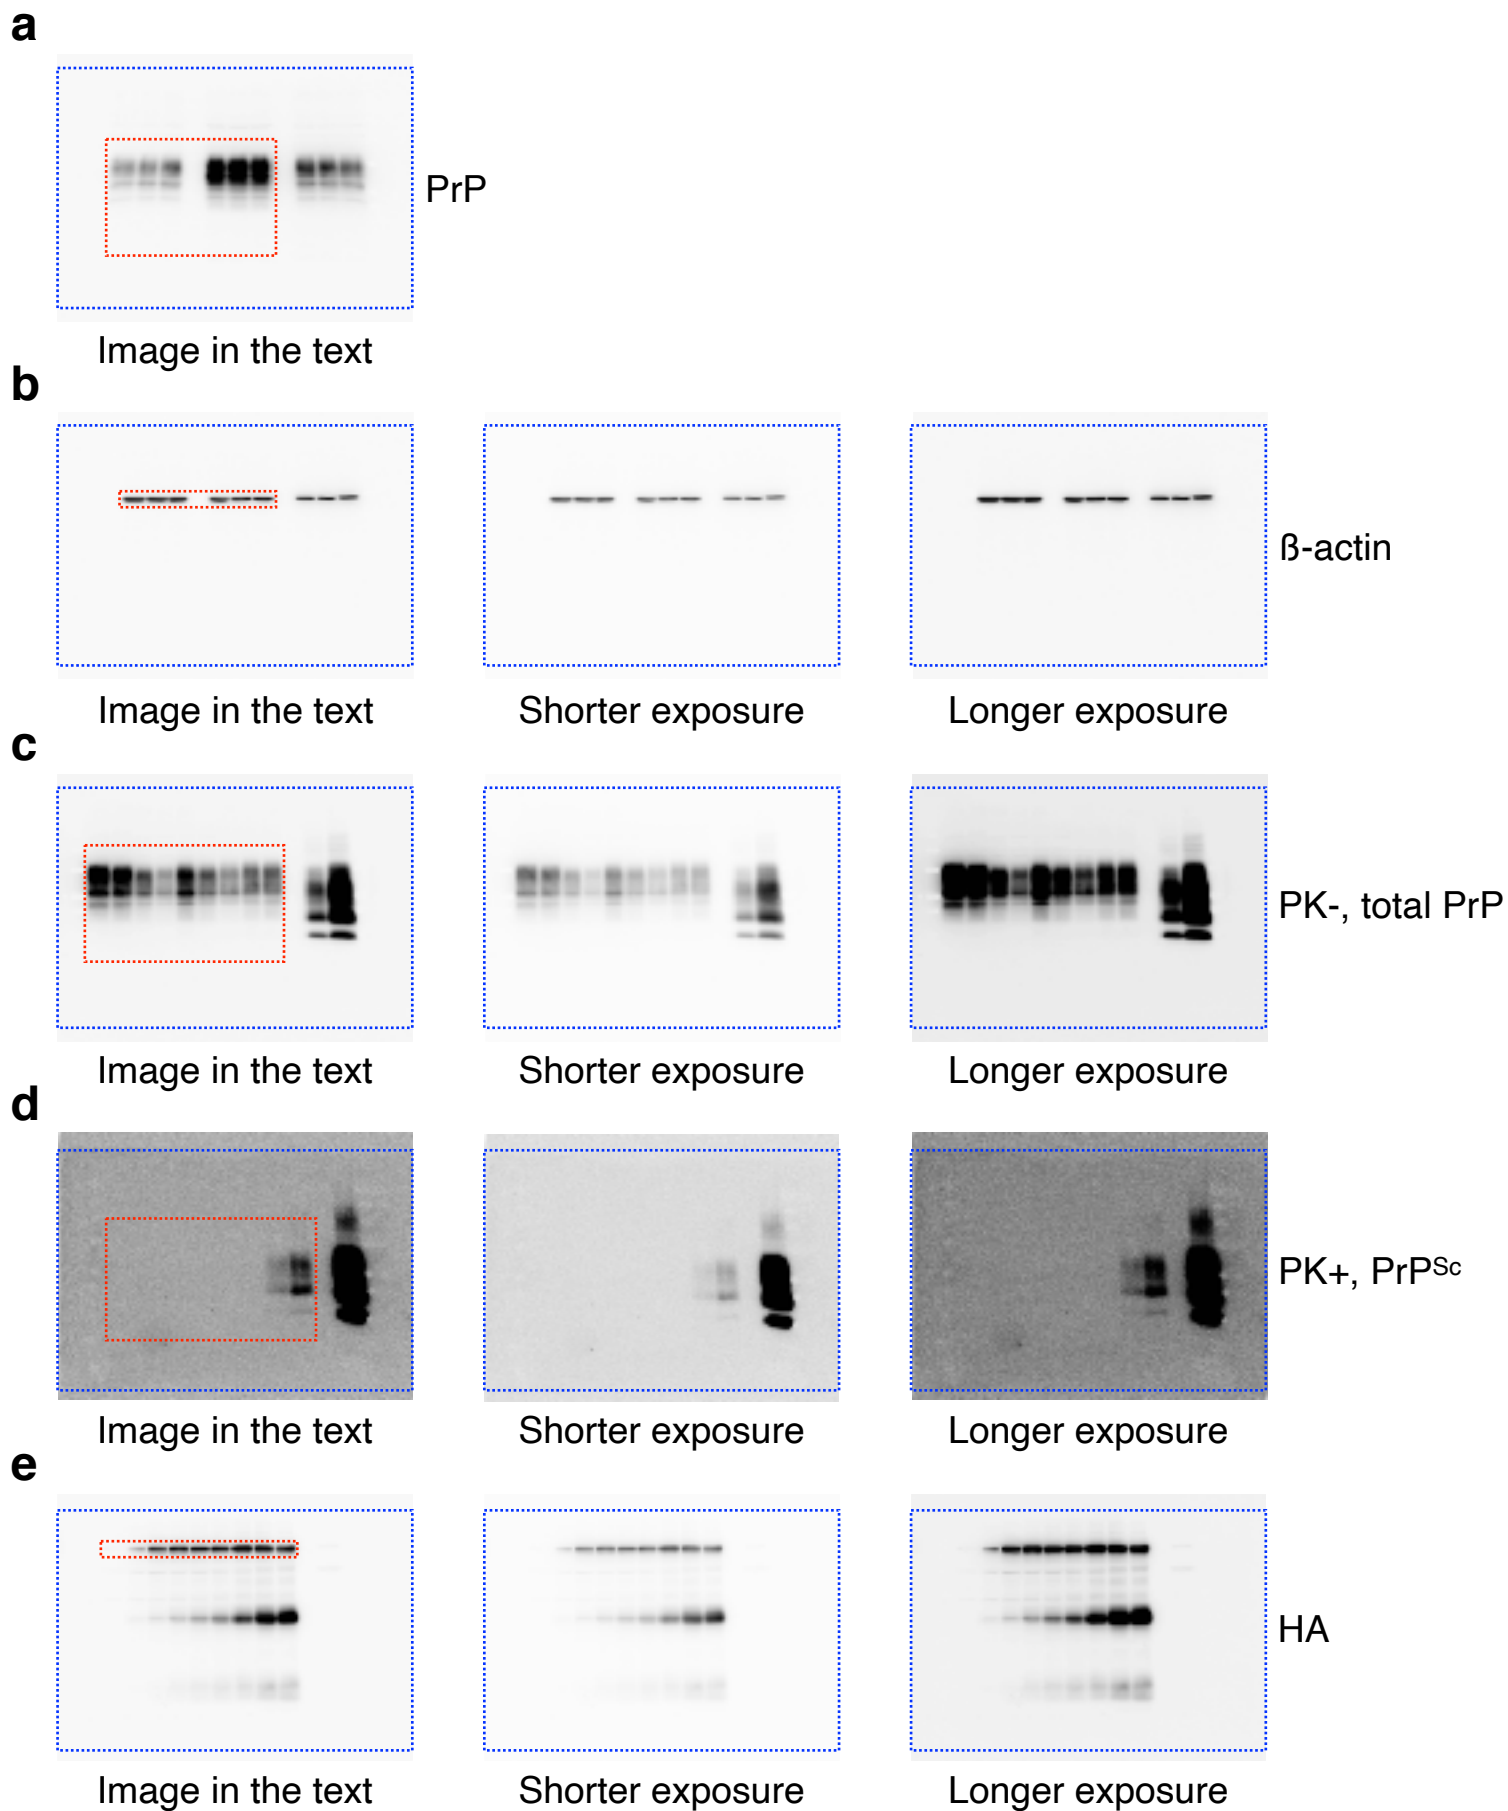 a
PrP
Image in the text
b
ß-actin
Image in the text
Shorter exposure
Longer exposure
c
PK-, total PrP
Image in the text
Shorter exposure
Longer exposure
d
PK+, PrPSc
Image in the text
Shorter exposure
Longer exposure
e
HA
Image in the text
Shorter exposure
Longer exposure